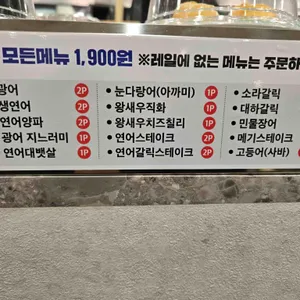 모든메뉴 1,900원 ※레일에 없는 메뉴는 주문하
광어 2P
생연어 2P
연어양파 2P
광어 지느러미 1P
연어대뱃살 1P
• 눈다랑어(아까미) 1P
• 왕새우직화 1P
• 왕새우치즈칠리 1P
• 연어스테이크 2P
• 연어갈릭스테이크 2P
• 소라갈릭
• 대하갈릭
• 민물장어
• 메기스테이크
• 고등어(사바)